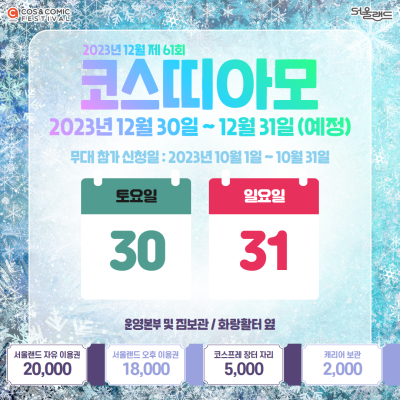 COS&COMIC
FESTIVAL
서울랜드
2023년 12월 제 61회
코스띠아모
2023년 12월 30일 ~ 12월 31일 (예정)
무대 참가 신청일 : 2023년 10월 1일 ~ 10월 31일
토요일
30
일요일
31
운영본부 및 짐보관 / 화랑활터 옆
서울랜드 자유 이용권
20,000
서울랜드 오후 이용권
18,000
코스프레 장터 자리
5,000
캐리어 보관
2,000